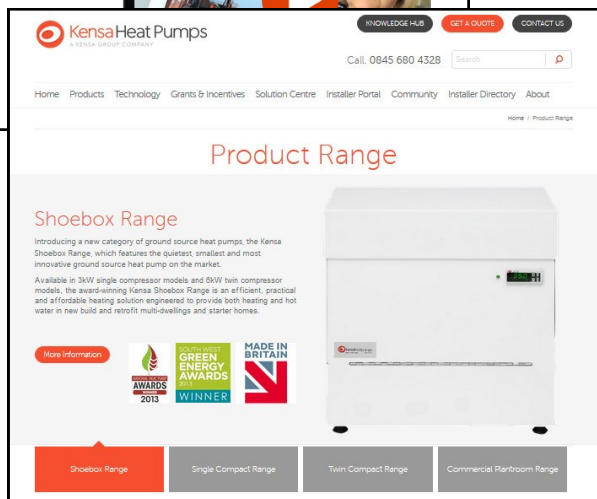 KensaHeat Pumps
A KENSA GROUP COMPANY
KNOWLEDGE HUB
GET A QUOTE
CONTACT US
Call. 0845 680 4328
Search
Home Products Technology Grants & Incentives Solution Centre Installer Portal Community Installer Directory About
Home / Product Range
Product Range
Shoebox Range
Introducing a new category of ground source heat pumps, the Kensa
Shoebox Range, which features the quietest, smallest and most
innovative ground source heat pump on the market.
Available in 3kW single compressor models and 6kW twin compressor
models, the award-winning Kensa Shoebox Range is an efficient, practical
and affordable heating solution engineered to provide both heating and hot
water in new build and retrofit multi-dwellings and starter homes.
More Information
AWARDS
WINNER
2013
SOUTH WEST
GREEN
ENERGY
AWARDS
2013
WINNER
MADE IN
BRITAIN
Shoebox Range
Single Compact Range
Twin Compact Range
Commercial Plantroom Range